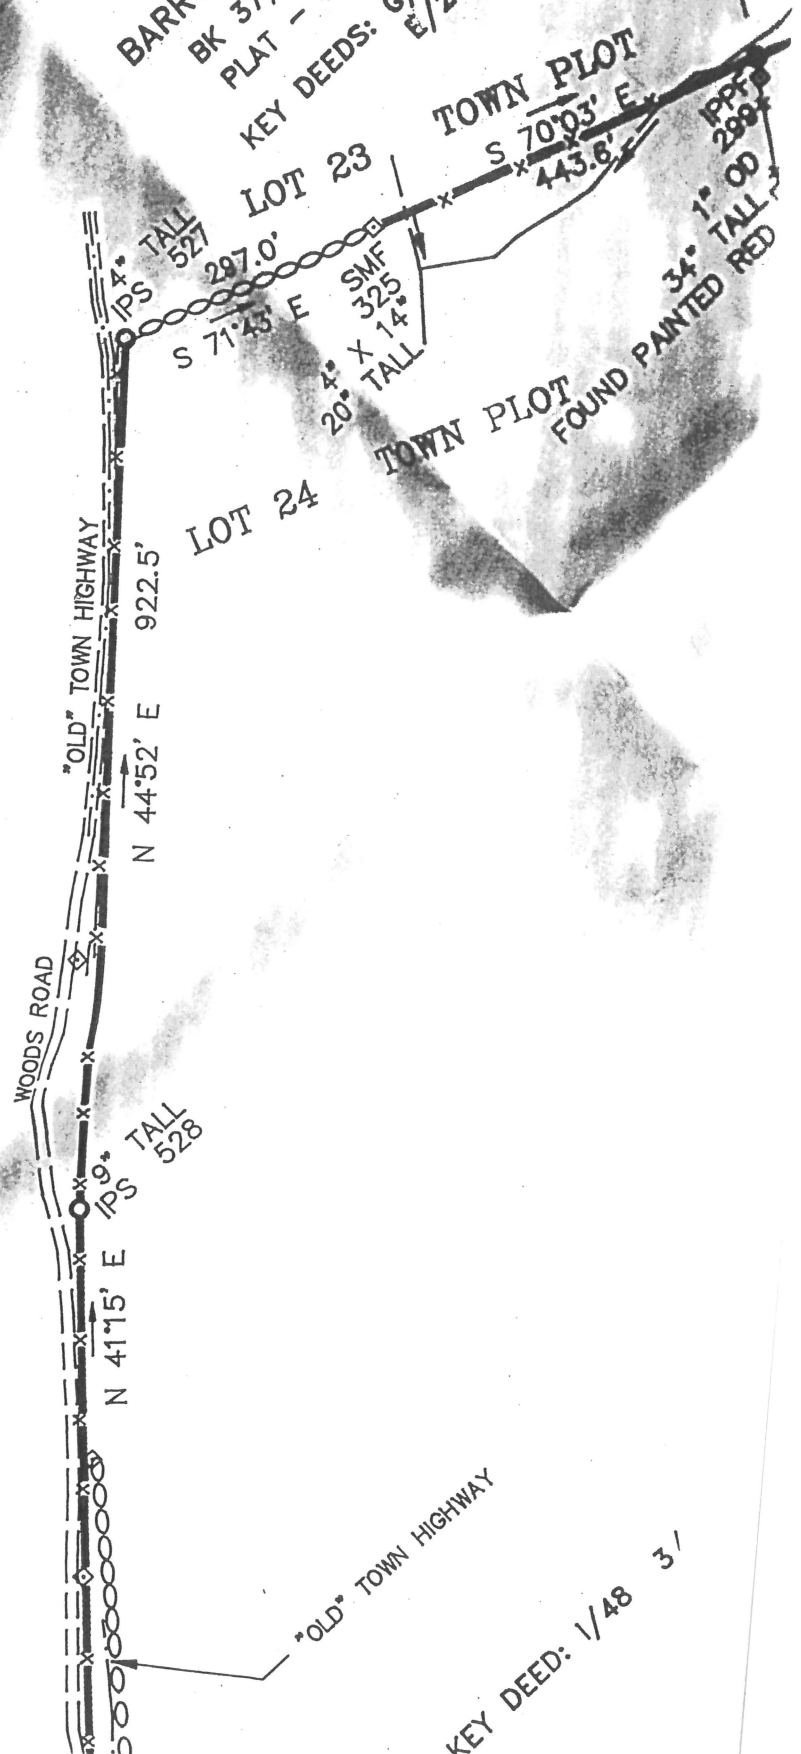 BARR
BK 37
PLAT -
KEY DEEDS:
E/2
TOWN PLOT
S 70°03' E
443.6'
IPPF
299
1" OD
34" TALL
FOUND PAINTED RED
LOT 23
4" TALL
IPS 527
297.0'
S 71°43' E
SMF
325
4" X 14"
20" TALL
TOWN PLOT
LOT 24
"OLD" TOWN HIGHWAY
N 44°52' E 922.5'
WOODS ROAD
9" TALL
IPS 528
N 41°15' E
"OLD" TOWN HIGHWAY
KEY DEED: 1/48